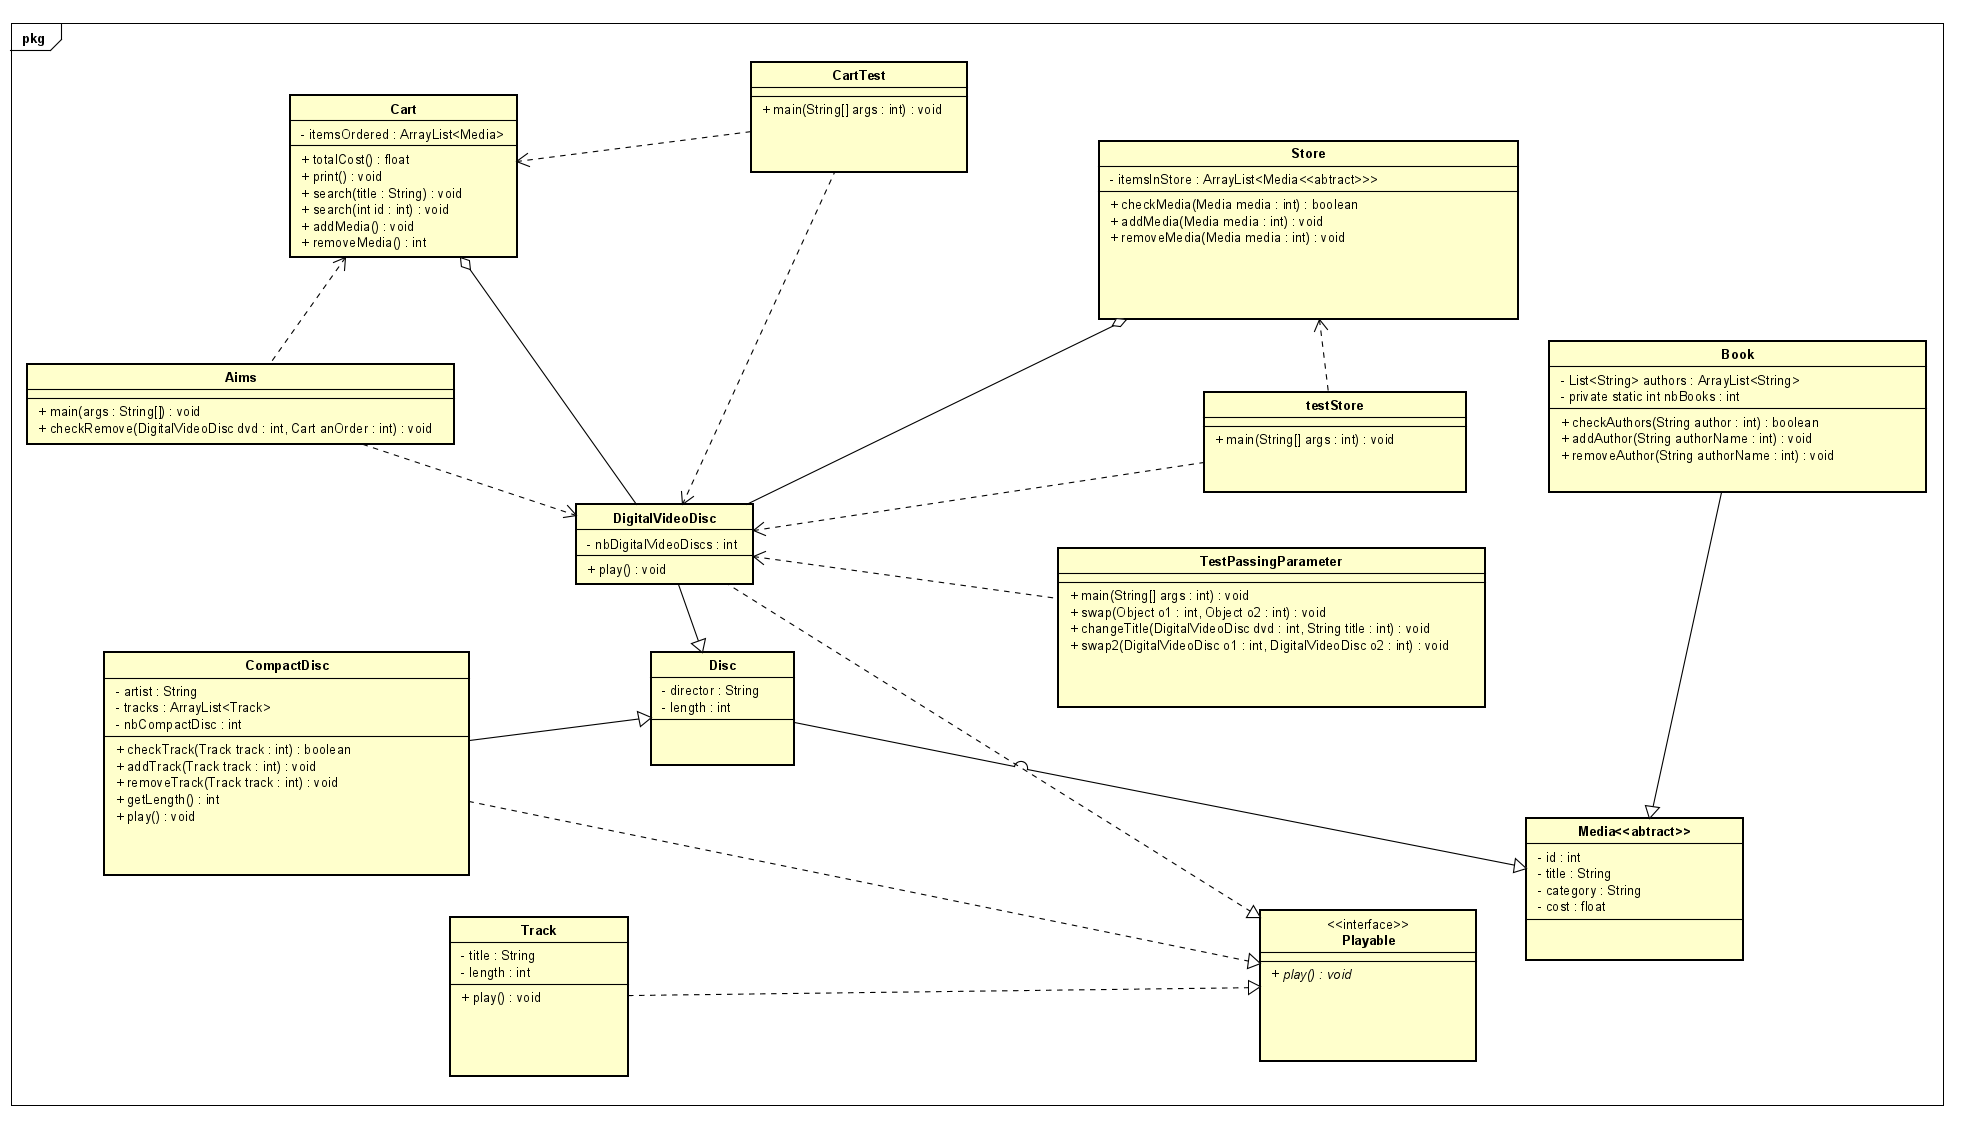 pkg
CartTest
+ main(String[] args : int) : void
Cart
- itemsOrdered : ArrayList<Media>
+ totalCost() : float
+ print() : void
+ search(title : String) : void
+ search(int id : int) : void
+ addMedia() : void
+ removeMedia() : int
Store
- itemsInStore : ArrayList<Media<<abtract>>>
+ checkMedia(Media media : int) : boolean
+ addMedia(Media media : int) : void
+ removeMedia(Media media : int) : void
Book
- List<String> authors : ArrayList<String>
- private static int nbBooks : int
+ checkAuthors(String author : int) : boolean
+ addAuthor(String authorName : int) : void
+ removeAuthor(String authorName : int) : void
Aims
+ main(args : String[]) : void
+ checkRemove(DigitalVideoDisc dvd : int, Cart anOrder : int) : void
testStore
+ main(String[] args : int) : void
DigitalVideoDisc
- nbDigitalVideoDiscs : int
+ play() : void
TestPassingParameter
+ main(String[] args : int) : void
+ swap(Object o1 : int, Object o2 : int) : void
+ changeTitle(DigitalVideoDisc dvd : int, String title : int) : void
+ swap2(DigitalVideoDisc o1 : int, DigitalVideoDisc o2 : int) : void
CompactDisc
- artist : String
- tracks : ArrayList<Track>
- nbCompactDisc : int
+ checkTrack(Track track : int) : boolean
+ addTrack(Track track : int) : void
+ removeTrack(Track track : int) : void
+ getLength() : int
+ play() : void
Disc
- director : String
- length : int
Media<<abtract>>
- id : int
- title : String
- category : String
- cost : float
Track
- title : String
- length : int
+ play() : void
<<interface>>
Playable
+ play() : void